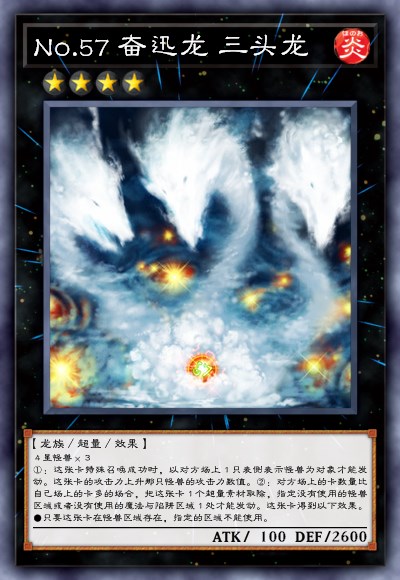 No.57 奋迅龙 三头龙
ほのお
炎
【龙族/超量/效果】
4星怪兽×3
①:这张卡特殊召唤成功时,以对方场上1只表侧表示怪兽为对象才能发
动。这张卡的攻击力上升那只怪兽的攻击力数值。②:对方场上的卡数量比
自己场上的卡多的场合,把这张卡1个超量素材取除,指定没有使用的怪兽
区域或者没有使用的魔法与陷阱区域1处才能发动。这张卡得到以下效果。
●只要这张卡在怪兽区域存在,指定的区域不能使用。
ATK/ 100 DEF/2600